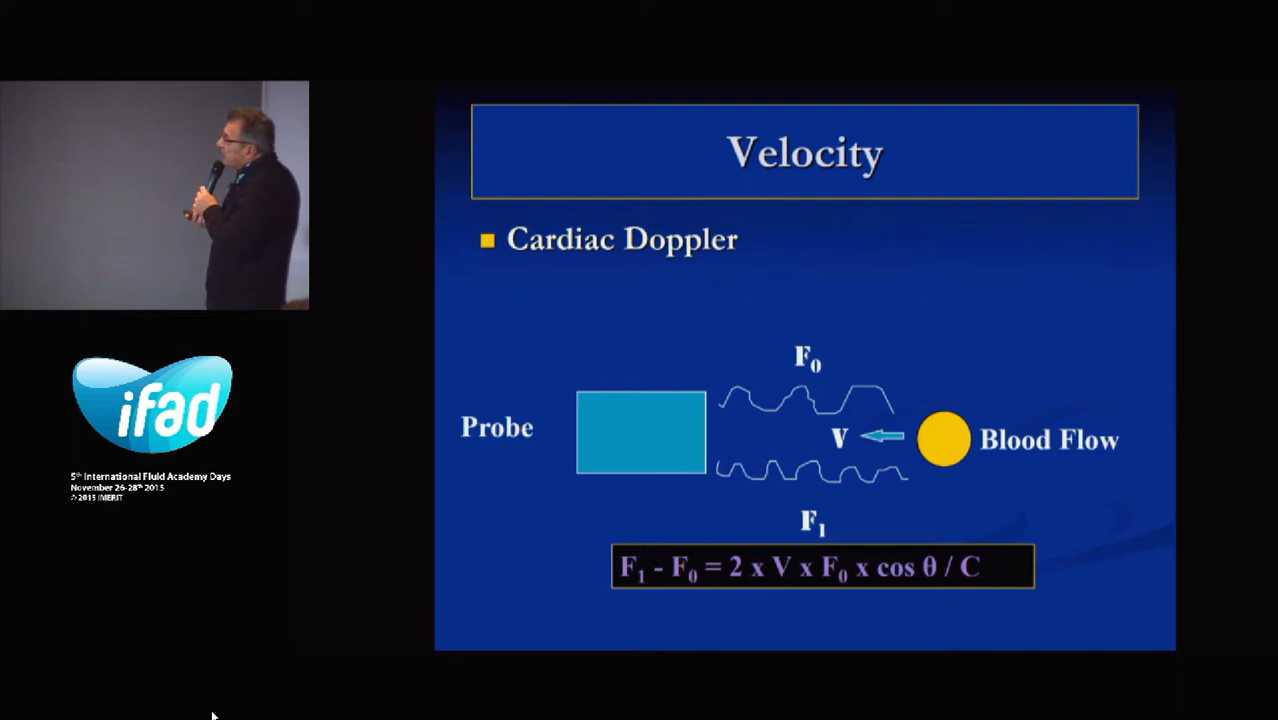 Velocity
Cardiac Doppler
F₀
Probe
V
Blood Flow
F₁
F₁ - F₀ = 2 x V x F₀ x cos θ / C
ifad
5th International Fluid Academy Days
November 26-28th 2015
© 2015 IMERIT